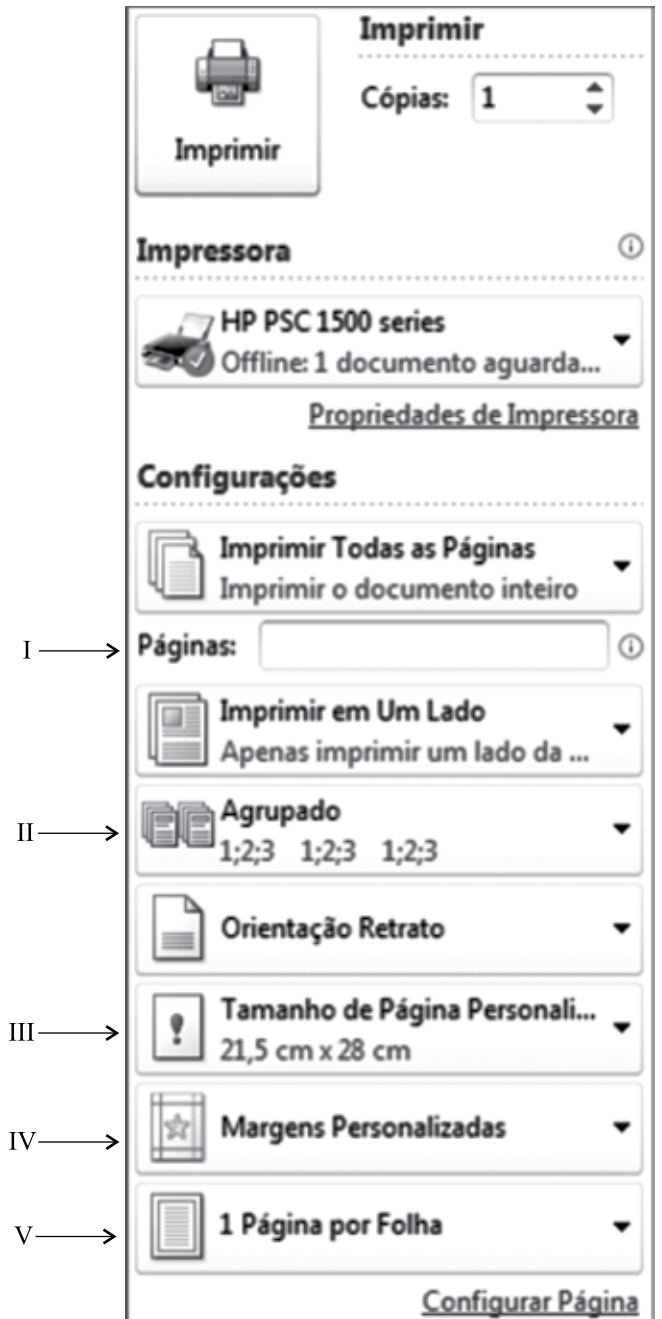 Imprimir
Imprimir
Cópias: 1
Impressora
HP PSC 1500 series
Offline: 1 documento aguarda...
Propriedades de Impressora
Configurações
Imprimir Todas as Páginas
Imprimir o documento inteiro
I Páginas:
Imprimir em Um Lado
Apenas imprimir um lado da ...
II Agrupado
1;2;3 1;2;3 1;2;3
Orientação Retrato
III Tamanho de Página Personali...
21,5 cm x 28 cm
IV Margens Personalizadas
V 1 Página por Folha
Configurar Página